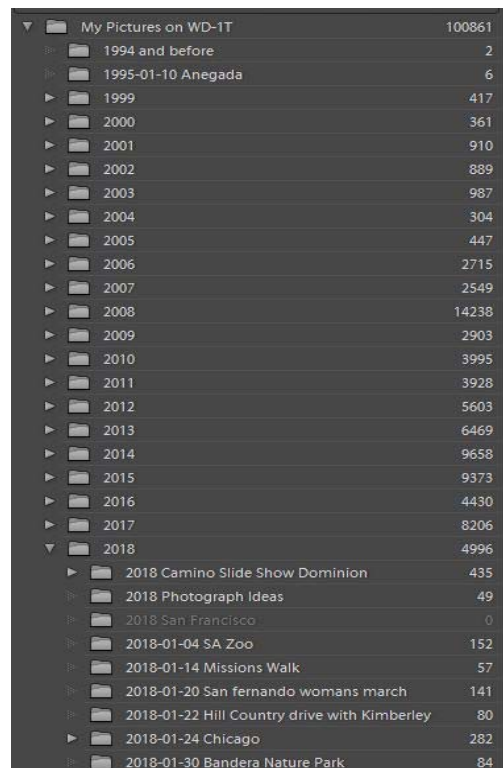 My Pictures on WD-1T 100861
1994 and before 2
1995-01-10 Anegada 6
1999 417
2000 361
2001 910
2002 889
2003 987
2004 304
2005 447
2006 2715
2007 2549
2008 14238
2009 2903
2010 3995
2011 3928
2012 5603
2013 6469
2014 9658
2015 9373
2016 4430
2017 8206
2018 4996
2018 Camino Slide Show Dominion 435
2018 Photograph Ideas 49
2018 San Francisco 0
2018-01-04 SA Zoo 152
2018-01-14 Missions Walk 57
2018-01-20 San fernando womans march 141
2018-01-22 Hill Country drive with Kimberley 80
2018-01-24 Chicago 282
2018-01-30 Bandera Nature Park 84